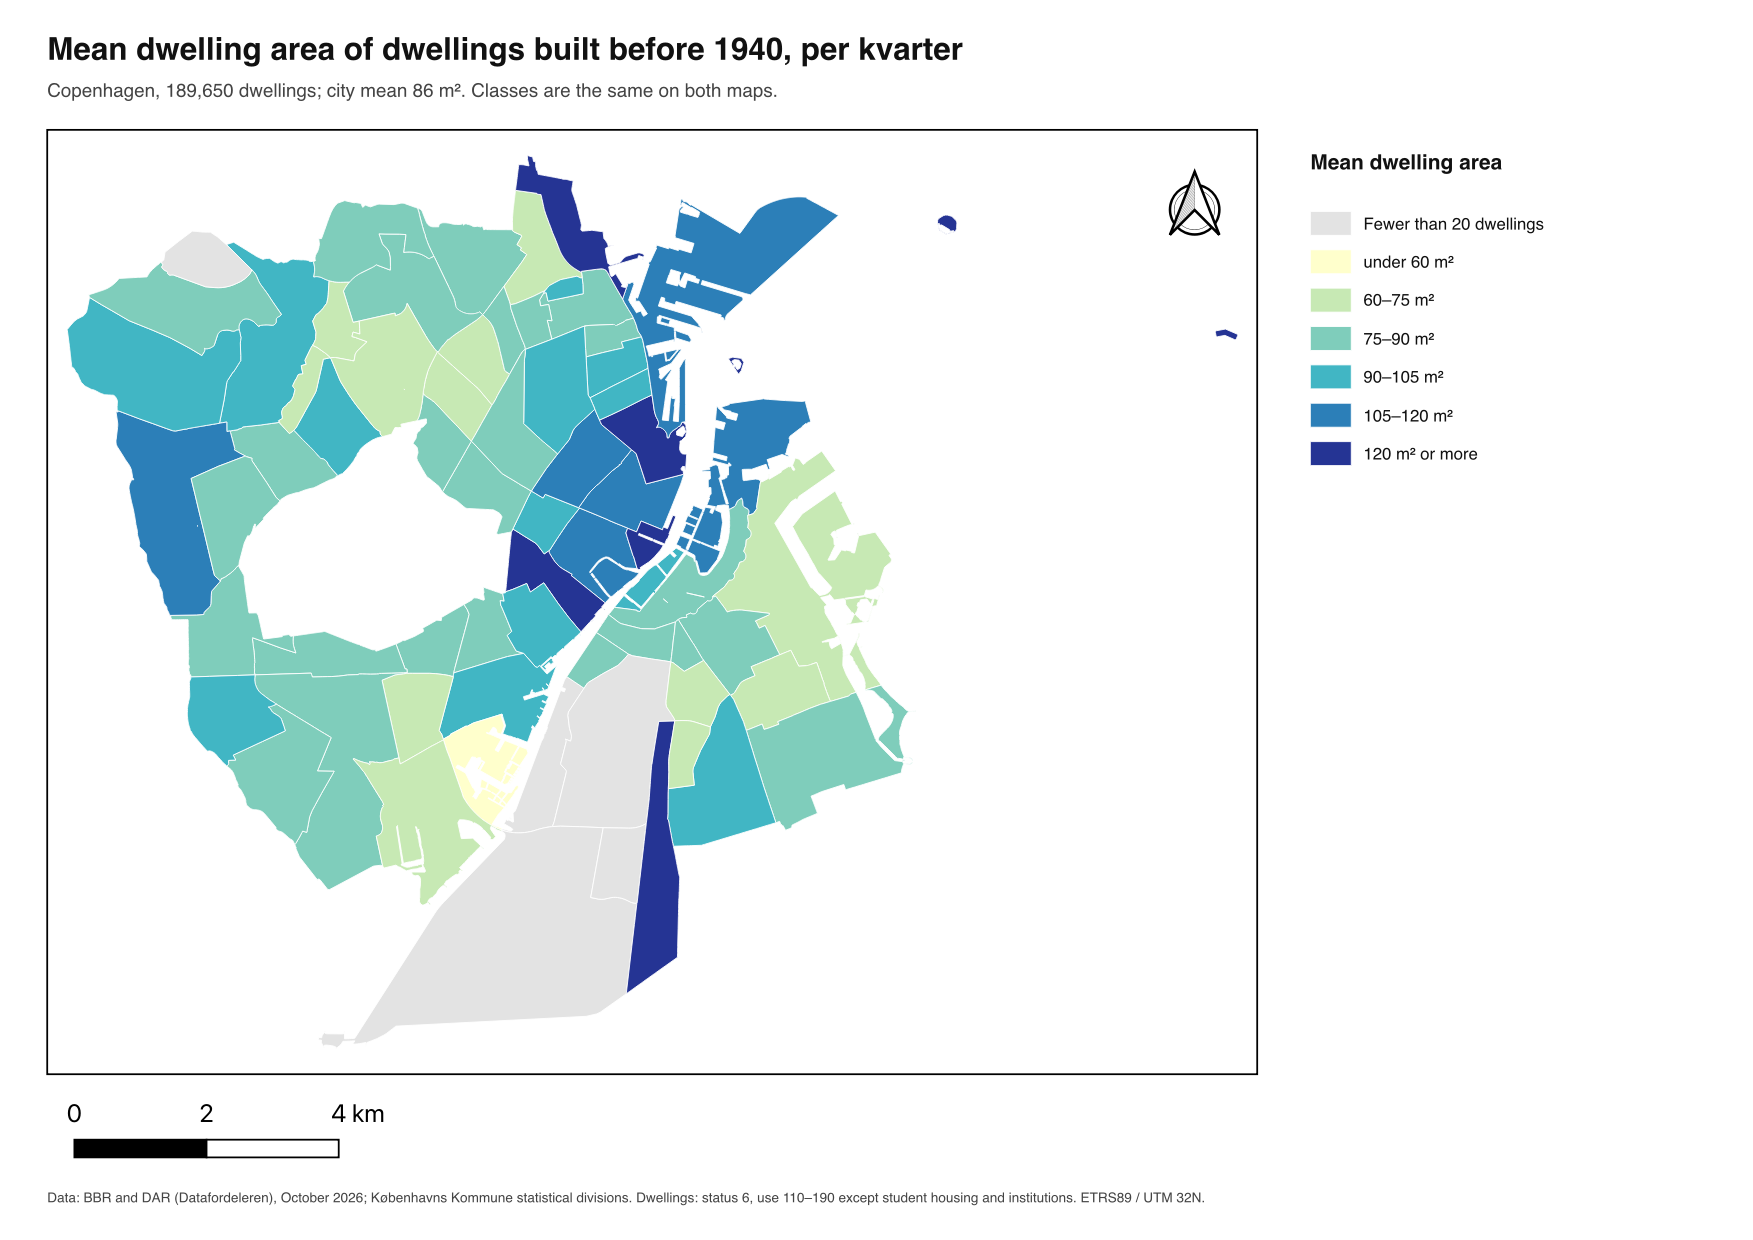 Mean dwelling area of dwellings built before 1940, per kvarter
Copenhagen, 189,650 dwellings; city mean 86 m². Classes are the same on both maps.
Mean dwelling area
Fewer than 20 dwellings
under 60 m²
60–75 m²
75–90 m²
90–105 m²
105–120 m²
120 m² or more
0 2 4 km
Data: BBR and DAR (Datafordeleren), October 2026; Københavns Kommune statistical divisions. Dwellings: status 6, use 110–190 except student housing and institutions. ETRS89 / UTM 32N.